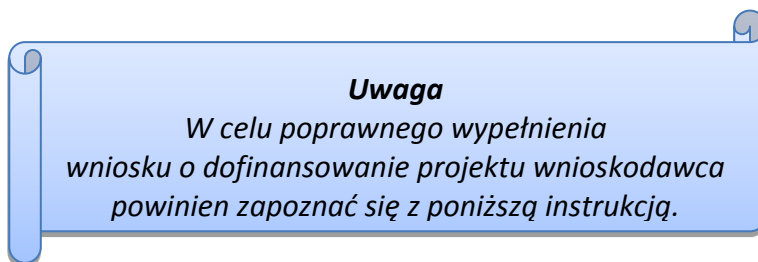 Uwaga
W celu poprawnego wypełnienia
wniosku o dofinansowanie projektu wnioskodawca
powinien zapoznać się z poniższą instrukcją.